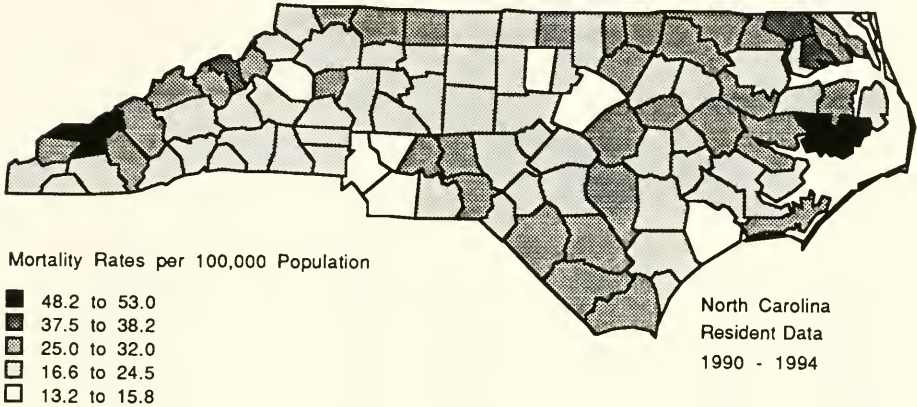 Mortality Rates per 100,000 Population
48.2 to 53.0
37.5 to 38.2
25.0 to 32.0
16.6 to 24.5
13.2 to 15.8
North Carolina
Resident Data
1990 - 1994